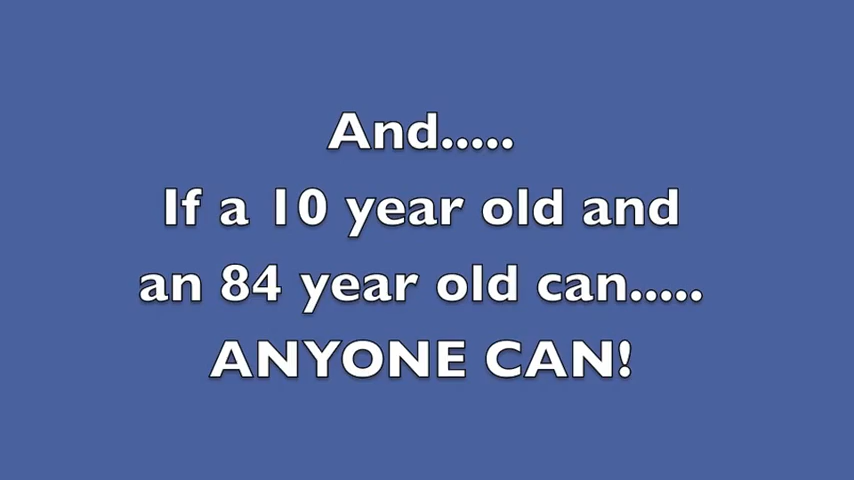 And.....
If a 10 year old and
an 84 year old can.....
ANYONE CAN!